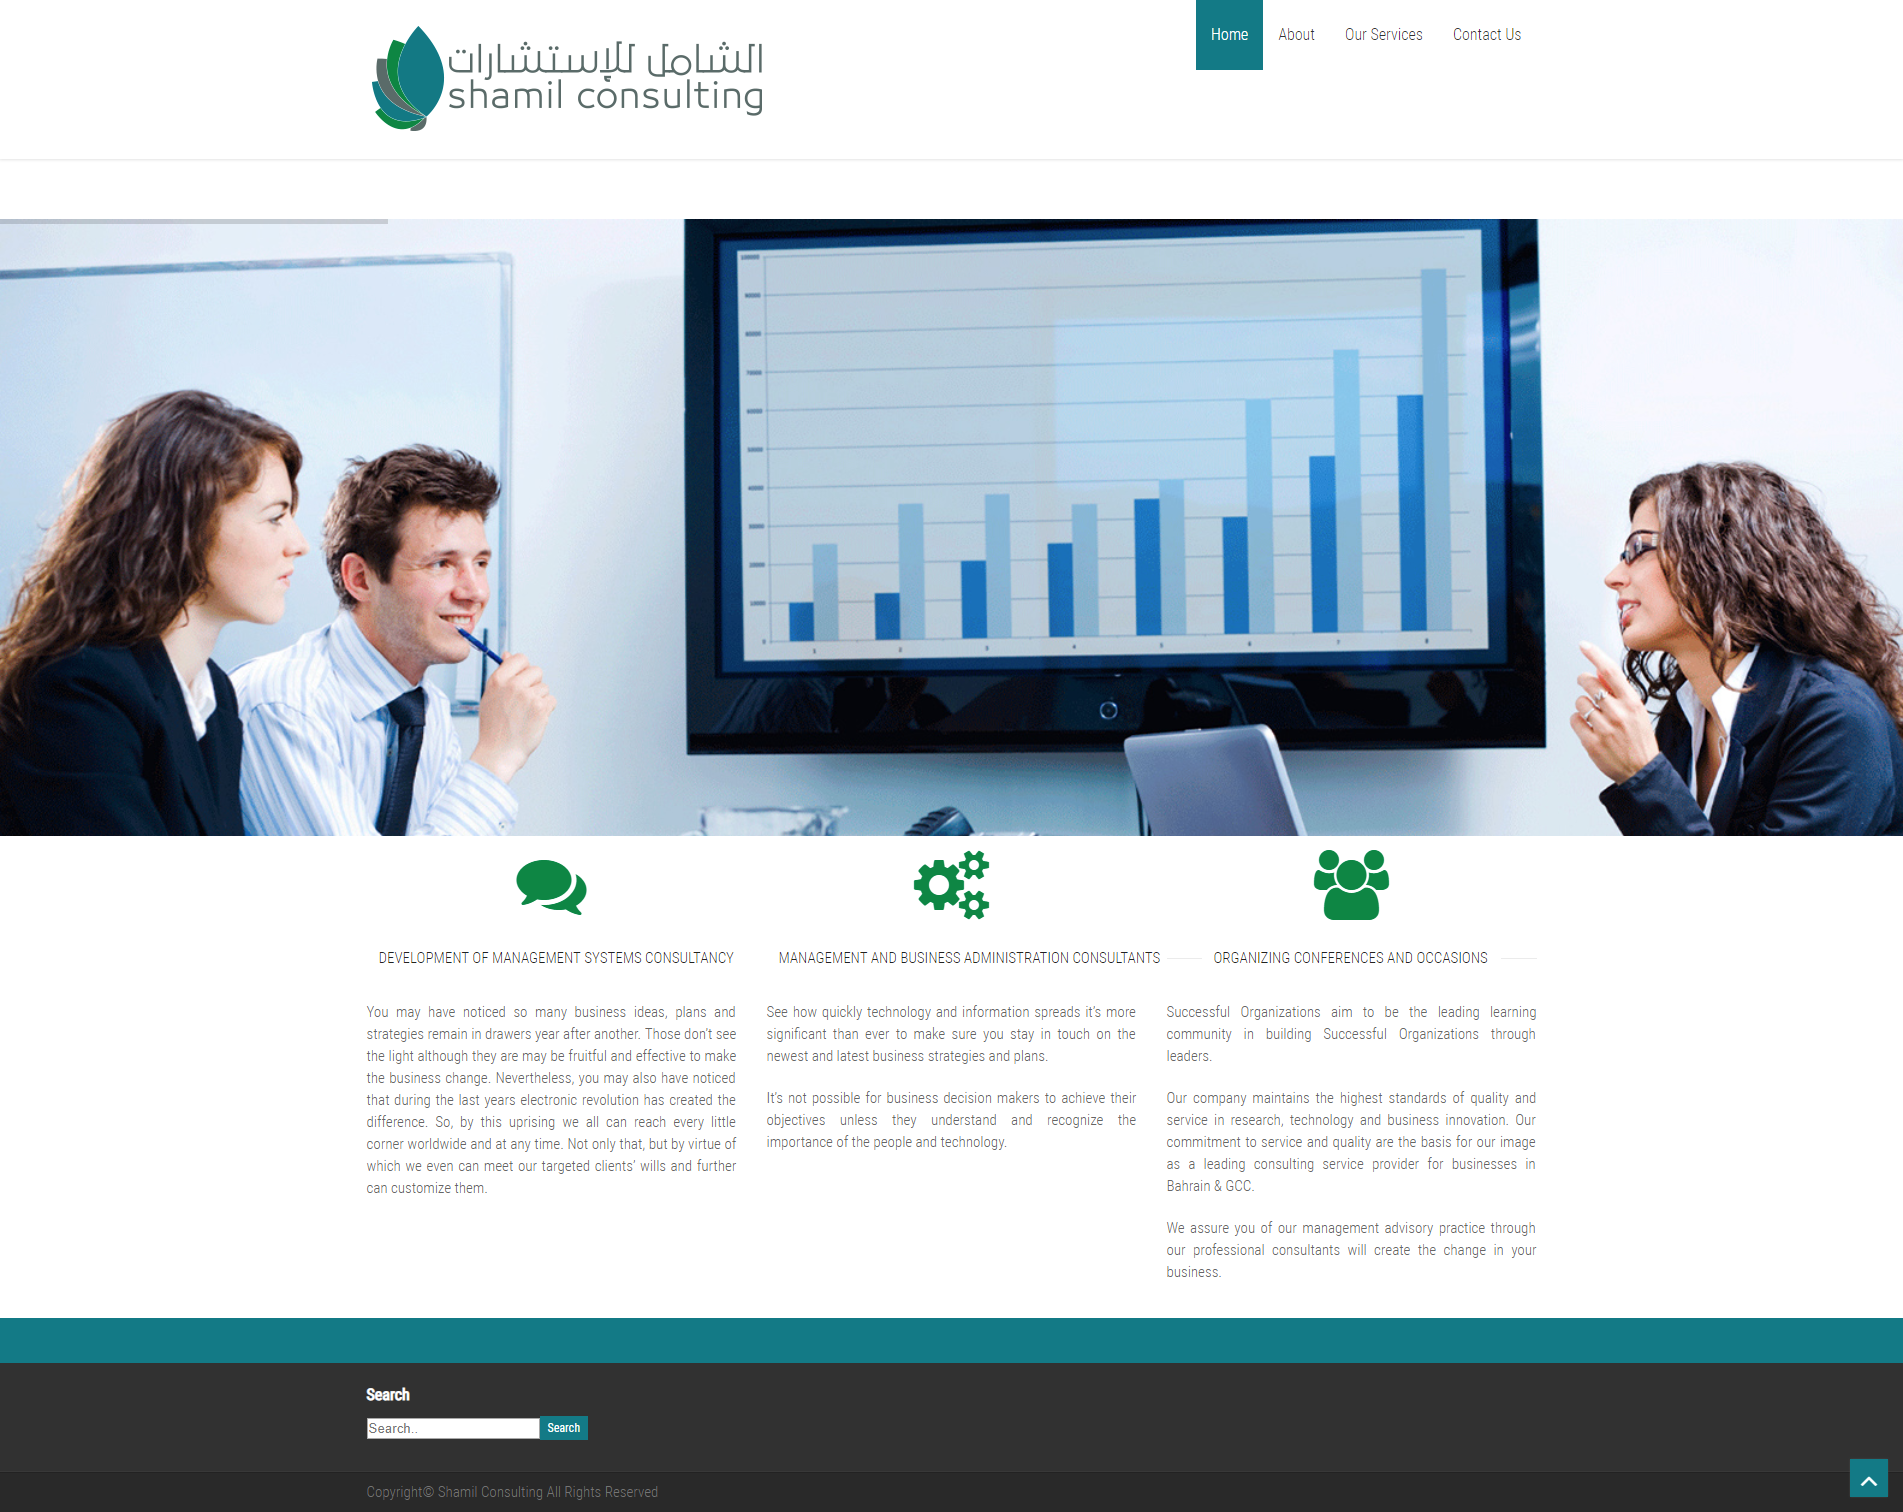 الشامل للإستشارات
shamil consulting
Home
About
Our Services
Contact Us
DEVELOPMENT OF MANAGEMENT SYSTEMS CONSULTANCY
You may have noticed so many business ideas, plans and
strategies remain in drawers year after another. Those don't see
the light although they are may be fruitful and effective to make
the business change. Nevertheless, you may also have noticed
that during the last years electronic revolution has created the
difference. So, by this uprising we all can reach every little
corner worldwide and at any time. Not only that, but by virtue of
which we even can meet our targeted clients' wills and further
can customize them.
MANAGEMENT AND BUSINESS ADMINISTRATION CONSULTANTS
See how quickly technology and information spreads it's more
significant than ever to make sure you stay in touch on the
newest and latest business strategies and plans.
It's not possible for business decision makers to achieve their
objectives unless they understand and recognize the
importance of the people and technology.
ORGANIZING CONFERENCES AND OCCASIONS
Successful Organizations aim to be the leading learning
community in building Successful Organizations through
leaders.
Our company maintains the highest standards of quality and
service in research, technology and business innovation. Our
commitment to service and quality are the basis for our image
as a leading consulting service provider for businesses in
Bahrain & GCC.
We assure you of our management advisory practice through
our professional consultants will create the change in your
business.
Search
Search..
Search
Copyright© Shamil Consulting All Rights Reserved